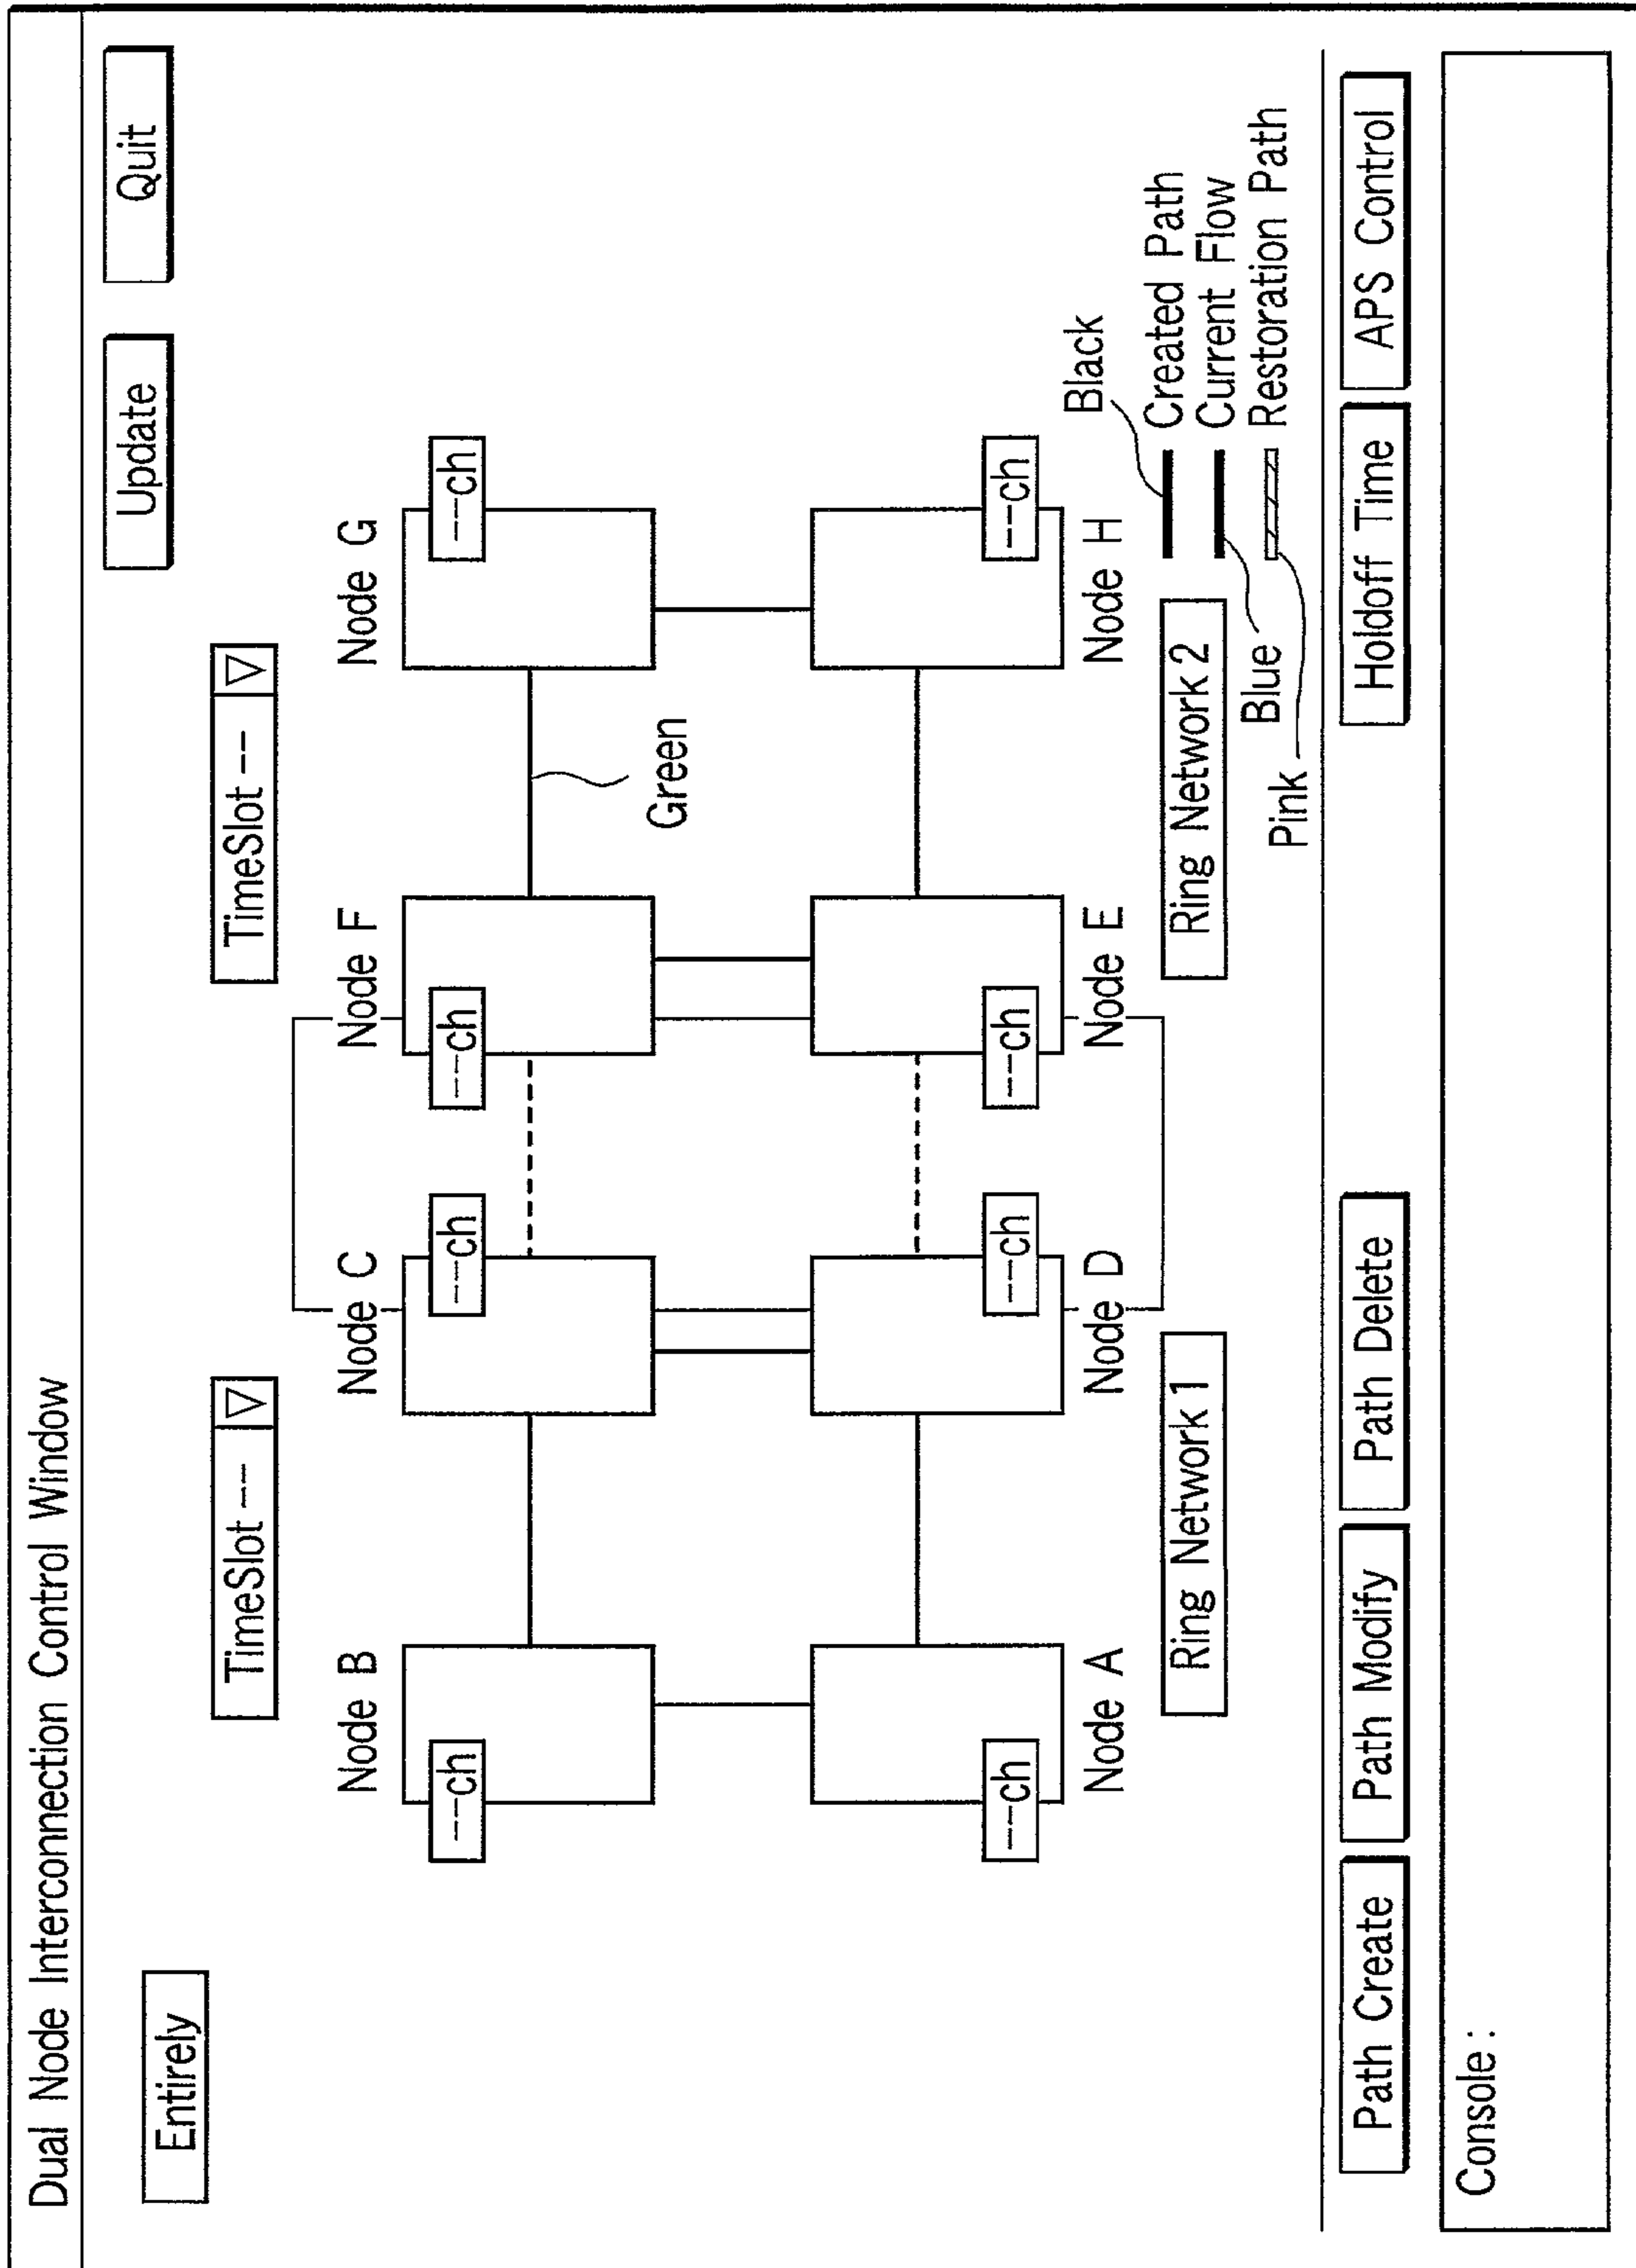 Dual Node Interconnection Control Window
Entirely
Update
Quit
TimeSlot --
TimeSlot --
Node B
Node C
Node F
Node G
---ch
---ch
---ch
---ch
Green
---ch
---ch
---ch
---ch
Node A
Node D
Node E
Node H
Black
Ring Network 1
Ring Network 2
Created Path
Current Flow
Restoration Path
Blue
Pink
Path Create
Path Modify
Path Delete
Holdoff Time
APS Control
Console :